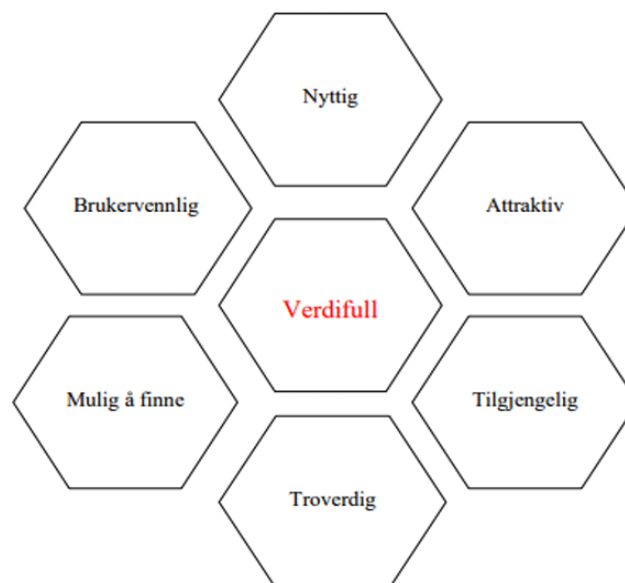 Nyttig
Brukervennlig
Attraktiv
Verdifull
Mulig å finne
Tilgjengelig
Troverdig